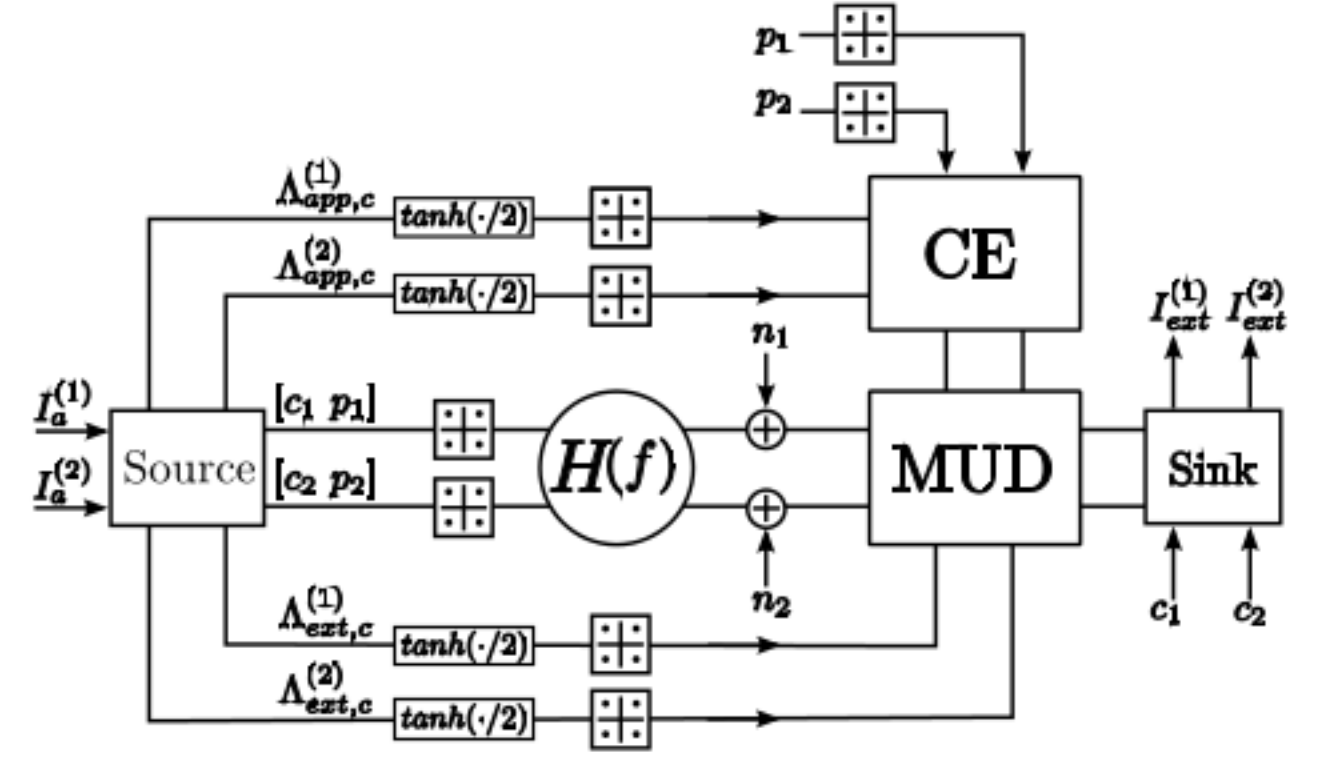 p₁
p₂
Λ⁽¹⁾app,c
tanh(·/2)
Λ⁽²⁾app,c
tanh(·/2)
CE
n₁
I⁽¹⁾ext
I⁽²⁾ext
I⁽¹⁾a
[c₁ p₁]
I⁽²⁾a
Source
[c₂ p₂]
H(f)
MUD
Sink
n₂
c₁
c₂
Λ⁽¹⁾ext,c
tanh(·/2)
Λ⁽²⁾ext,c
tanh(·/2)